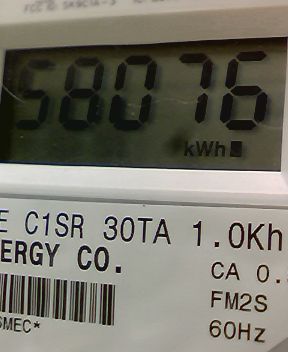 58076
kWh
E C1SR 30TA 1.0Kh
ERGY CO.
CA 0.
FM2S
60Hz
SMEC*